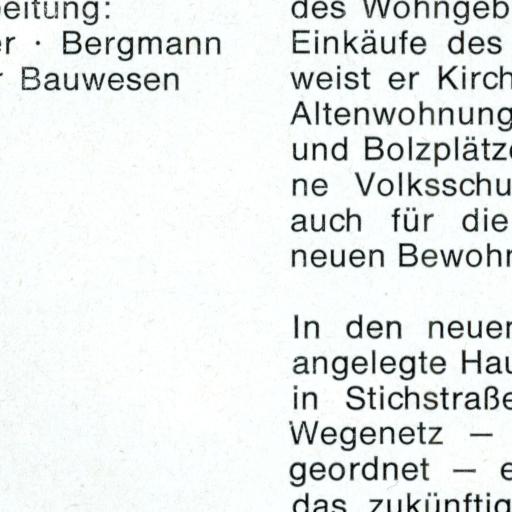 eitung:
er · Bergmann
r Bauwesen
des Wohngeb
Einkäufe des
weist er Kirch
Altenwohnung
und Bolzplätz
ne Volksschu
auch für die
neuen Bewohn
In den neuen
angelegte Hau
in Stichstraße
Wegenetz —
geordnet — e
das zukünftig